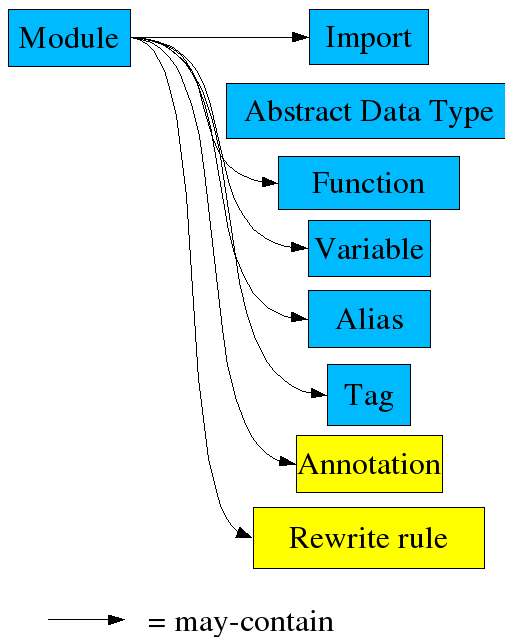 Module
Import
Abstract Data Type
Function
Variable
Alias
Tag
Annotation
Rewrite rule
= may-contain